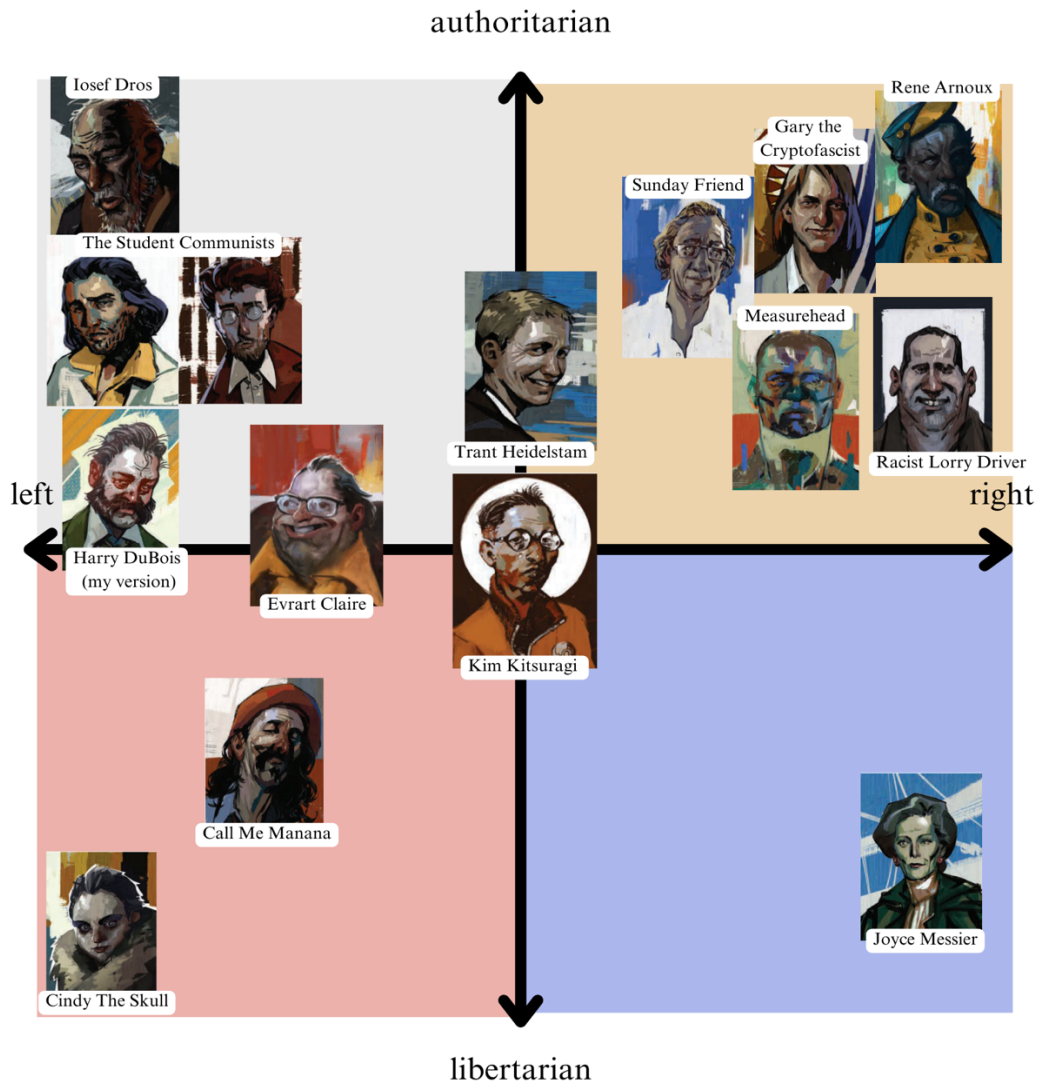 authoritarian
Iosef Dros
Rene Arnoux
Gary the
Cryptofascist
Sunday Friend
The Student Communists
Measurehead
Trant Heidelstam
Racist Lorry Driver
left
right
Harry DuBois
(my version)
Evrart Claire
Kim Kitsuragi
Call Me Manana
Joyce Messier
Cindy The Skull
libertarian